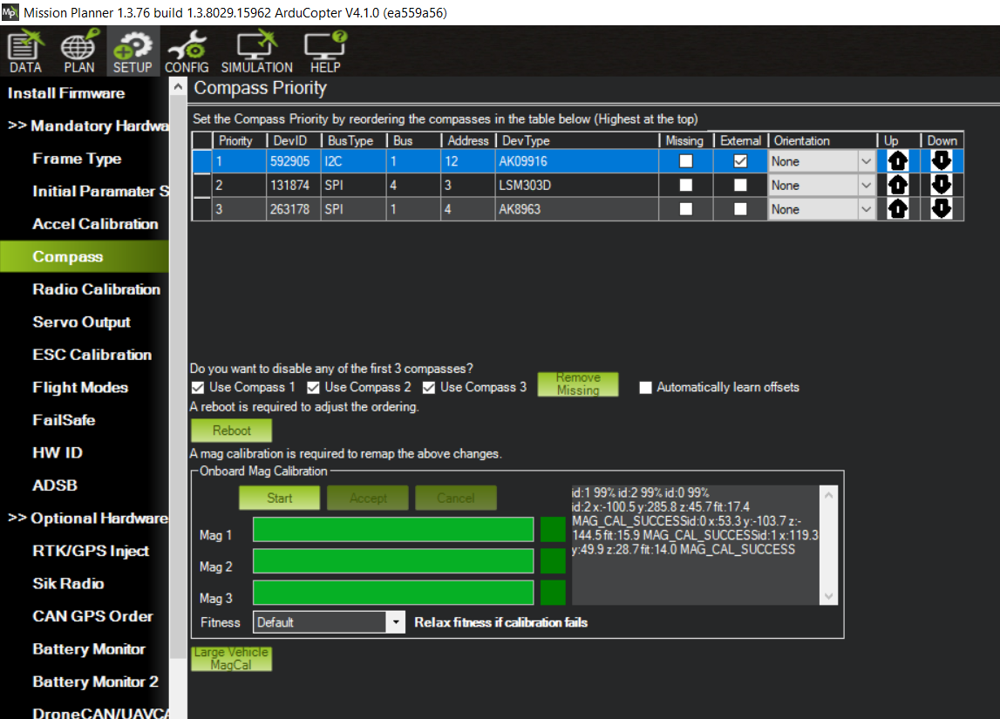 Mission Planner 1.3.76 build 1.3.8029.15962 ArduCopter V4.1.0 (ea559a56)
DATA PLAN SETUP CONFIG SIMULATION HELP
Install Firmware
>> Mandatory Hardwa
Frame Type
Initial Paramater S
Accel Calibration
Compass
Radio Calibration
Servo Output
ESC Calibration
Flight Modes
FailSafe
HW ID
ADSB
>> Optional Hardware
RTK/GPS Inject
Sik Radio
CAN GPS Order
Battery Monitor
Battery Monitor 2
DroneCAN/UAVCA
Compass Priority
Set the Compass Priority by reordering the compasses in the table below (Highest at the top)
Priority DevID BusType Bus Address DevType Missing External Orientation Up Down
1 592905 I2C 1 12 AK09916 None
2 131874 SPI 4 3 LSM303D None
3 263178 SPI 1 4 AK8963 None
Do you want to disable any of the first 3 compasses?
Use Compass 1 Use Compass 2 Use Compass 3 Remove Missing Automatically learn offsets
A reboot is required to adjust the ordering.
Reboot
A mag calibration is required to remap the above changes.
Onboard Mag Calibration
Start Accept Cancel
Mag 1
Mag 2
Mag 3
id:1 99% id:2 99% id:0 99%
id:2 x:-100.5 y:285.8 z:45.7 fit:17.4
MAG_CAL_SUCCESSid:0 x:53.3 y:-103.7 z:-
144.5 fit:15.9 MAG_CAL_SUCCESSid:1 x:119.3
y:49.9 z:28.7 fit:14.0 MAG_CAL_SUCCESS
Fitness Default Relax fitness if calibration fails
Large Vehicle
MagCal